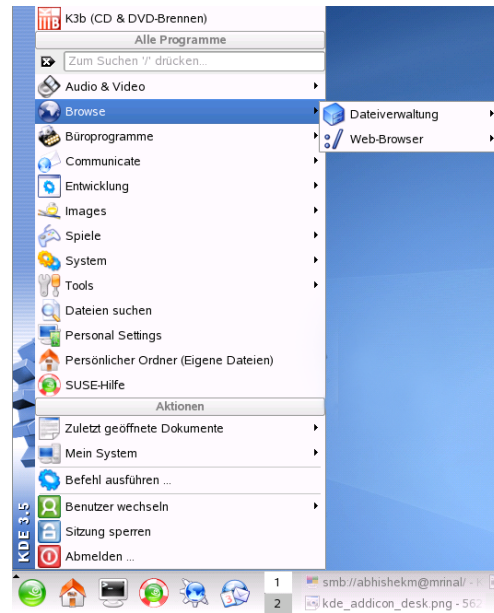 K3b (CD & DVD-Brennen)
Alle Programme
Zum Suchen '/' drücken...
Audio & Video
Browse
Dateiverwaltung
Büroprogramme
Web-Browser
Communicate
Entwicklung
Images
Spiele
System
Tools
Dateien suchen
Personal Settings
Persönlicher Ordner (Eigene Dateien)
SUSE-Hilfe
Aktionen
Zuletzt geöffnete Dokumente
Mein System
Befehl ausführen ...
Benutzer wechseln
Sitzung sperren
Abmelden ...
KDE 3.5
1
smb://abhishekm@mrinal/ - K
2
kde_addicon_desk.png - 562